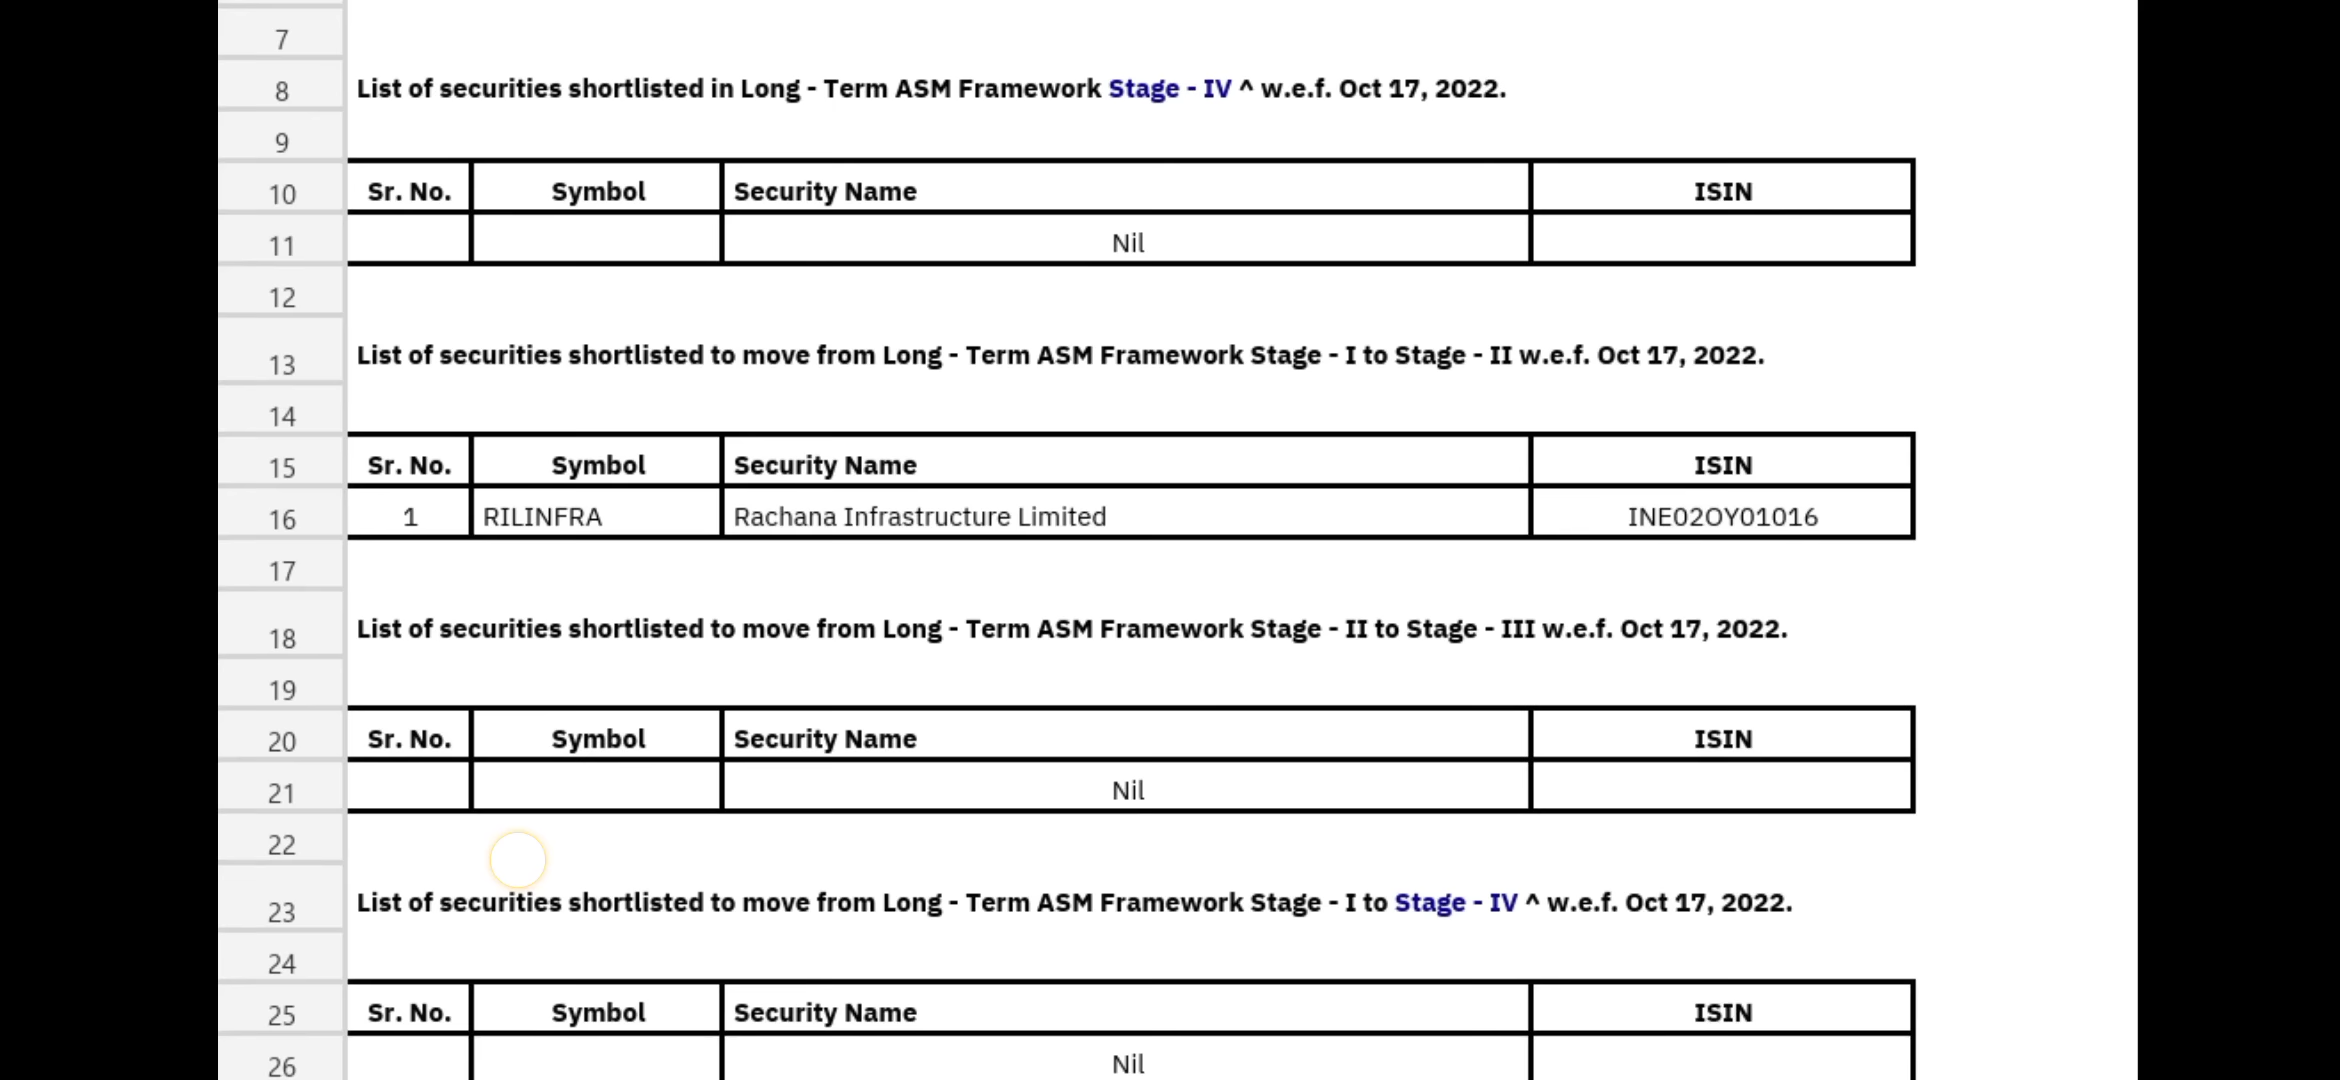 7
8 List of securities shortlisted in Long - Term ASM Framework Stage - IV ^ w.e.f. Oct 17, 2022.
9
10 Sr. No. Symbol Security Name ISIN
11 Nil
12
13 List of securities shortlisted to move from Long - Term ASM Framework Stage - I to Stage - II w.e.f. Oct 17, 2022.
14
15 Sr. No. Symbol Security Name ISIN
16 1 RILINFRA Rachana Infrastructure Limited INE02OY01016
17
18 List of securities shortlisted to move from Long - Term ASM Framework Stage - II to Stage - III w.e.f. Oct 17, 2022.
19
20 Sr. No. Symbol Security Name ISIN
21 Nil
22
23 List of securities shortlisted to move from Long - Term ASM Framework Stage - I to Stage - IV ^ w.e.f. Oct 17, 2022.
24
25 Sr. No. Symbol Security Name ISIN
26 Nil